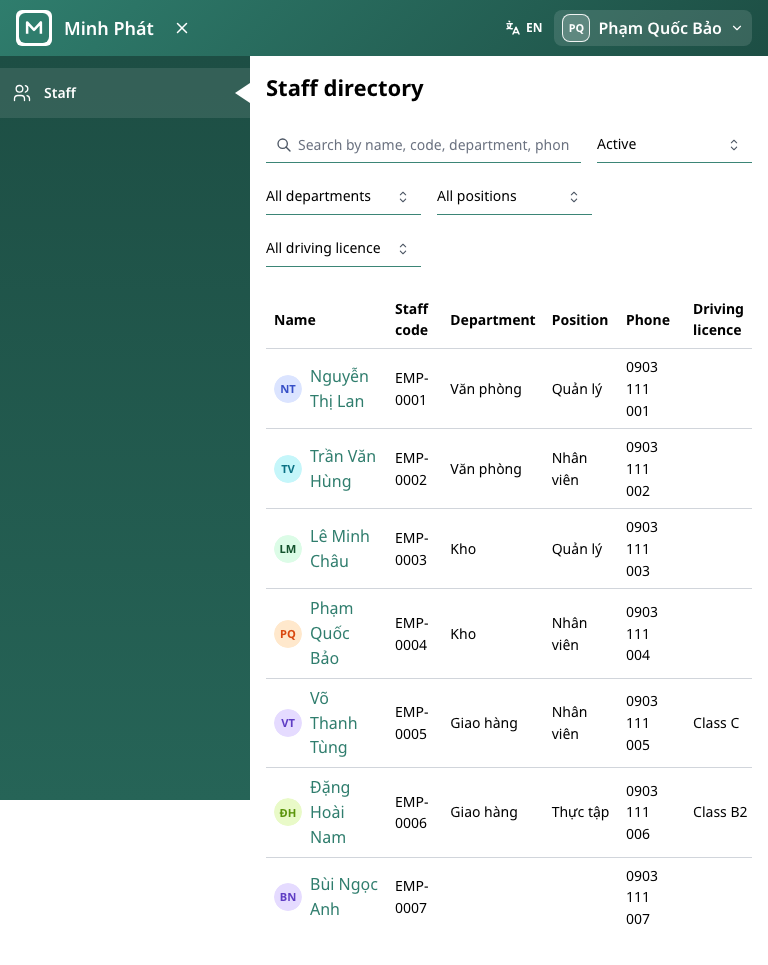 Minh Phát
EN
PQ
Phạm Quốc Bảo
Staff
Staff directory
Search by name, code, department, phon
Active
All departments
All positions
All driving licence
Name
Staff
code
Department
Position
Phone
Driving
licence
NT
Nguyễn
Thị Lan
EMP-
0001
Văn phòng
Quản lý
0903
111
001
TV
Trần Văn
Hùng
EMP-
0002
Văn phòng
Nhân
viên
0903
111
002
LM
Lê Minh
Châu
EMP-
0003
Kho
Quản lý
0903
111
003
PQ
Phạm
Quốc
Bảo
EMP-
0004
Kho
Nhân
viên
0903
111
004
VT
Võ
Thanh
Tùng
EMP-
0005
Giao hàng
Nhân
viên
0903
111
005
Class C
ĐH
Đặng
Hoài
Nam
EMP-
0006
Giao hàng
Thực tập
0903
111
006
Class B2
BN
Bùi Ngọc
Anh
EMP-
0007
0903
111
007